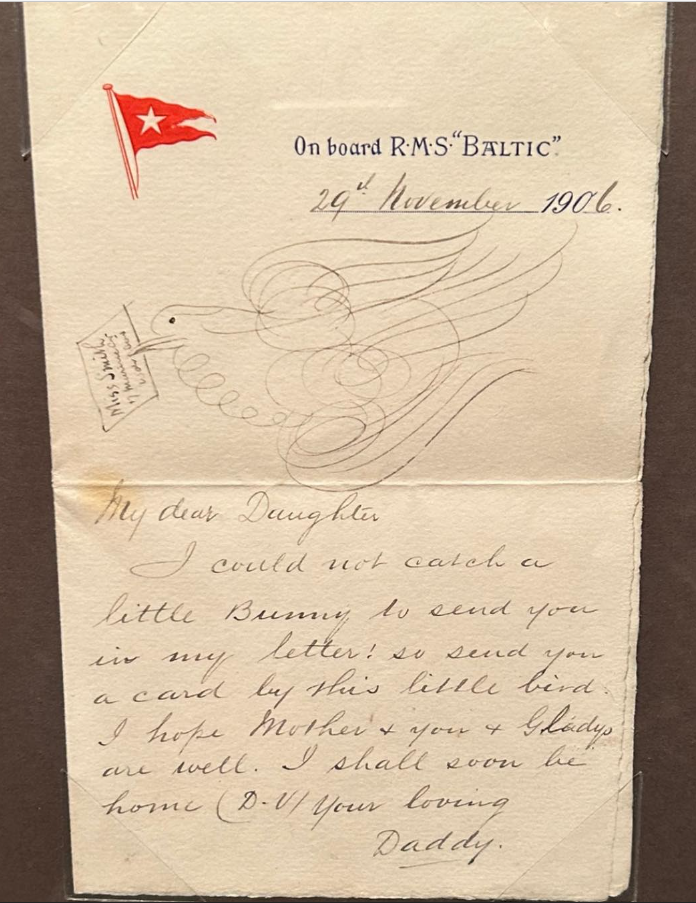 On board R·M·S·“BALTIC”.
29th November 1906.
Miss Smith
My dear Daughter
I could not catch a
little Bunny to send you
in my letter! so send you
a card by this little bird.
I hope Mother & you & Gladys
are well. I shall soon be
home (D.V) Your loving
Daddy.